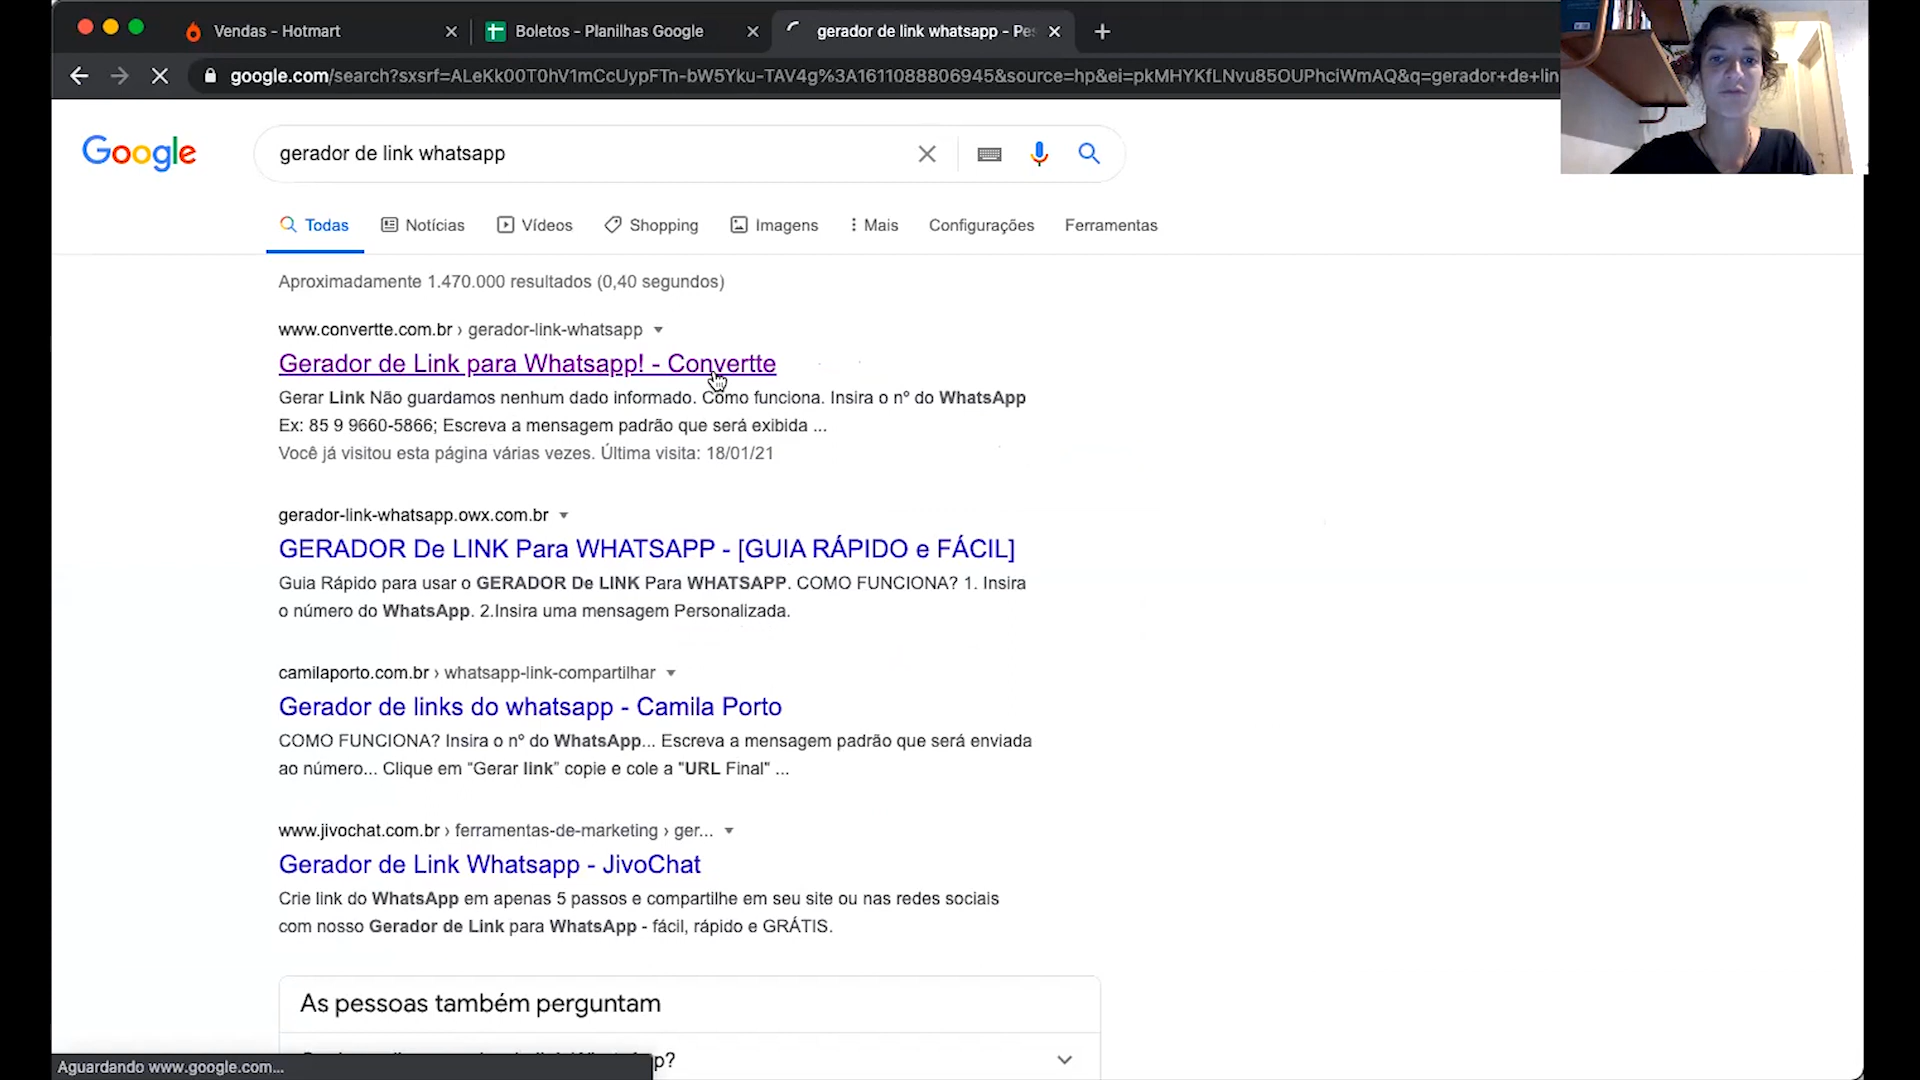 Vendas - Hotmart
Boletos - Planilhas Google
gerador de link whatsapp - Pes
google.com/search?sxsrf=ALeKk00T0hV1mCcUypFTn-bW5Yku-TAV4g%3A1611088806945&source=hp&ei=pkMHYKfLNvu85OUPhciWmAQ&q=gerador+de+lin
Google
gerador de link whatsapp
Todas Notícias Vídeos Shopping Imagens Mais Configurações Ferramentas
Aproximadamente 1.470.000 resultados (0,40 segundos)
www.convertte.com.br › gerador-link-whatsapp
Gerador de Link para Whatsapp! - Convertte
Gerar Link Não guardamos nenhum dado informado. Como funciona. Insira o nº do WhatsApp
Ex: 85 9 9660-5866; Escreva a mensagem padrão que será exibida ...
Você já visitou esta página várias vezes. Última visita: 18/01/21
gerador-link-whatsapp.owx.com.br
GERADOR De LINK Para WHATSAPP - [GUIA RÁPIDO e FÁCIL]
Guia Rápido para usar o GERADOR De LINK Para WHATSAPP. COMO FUNCIONA? 1. Insira
o número do WhatsApp. 2.Insira uma mensagem Personalizada.
camilaporto.com.br › whatsapp-link-compartilhar
Gerador de links do whatsapp - Camila Porto
COMO FUNCIONA? Insira o nº do WhatsApp... Escreva a mensagem padrão que será enviada
ao número... Clique em “Gerar link” copie e cole a "URL Final" ...
www.jivochat.com.br › ferramentas-de-marketing › ger...
Gerador de Link Whatsapp - JivoChat
Crie link do WhatsApp em apenas 5 passos e compartilhe em seu site ou nas redes sociais
com nosso Gerador de Link para WhatsApp - fácil, rápido e GRÁTIS.
As pessoas também perguntam
Aguardando www.google.com...